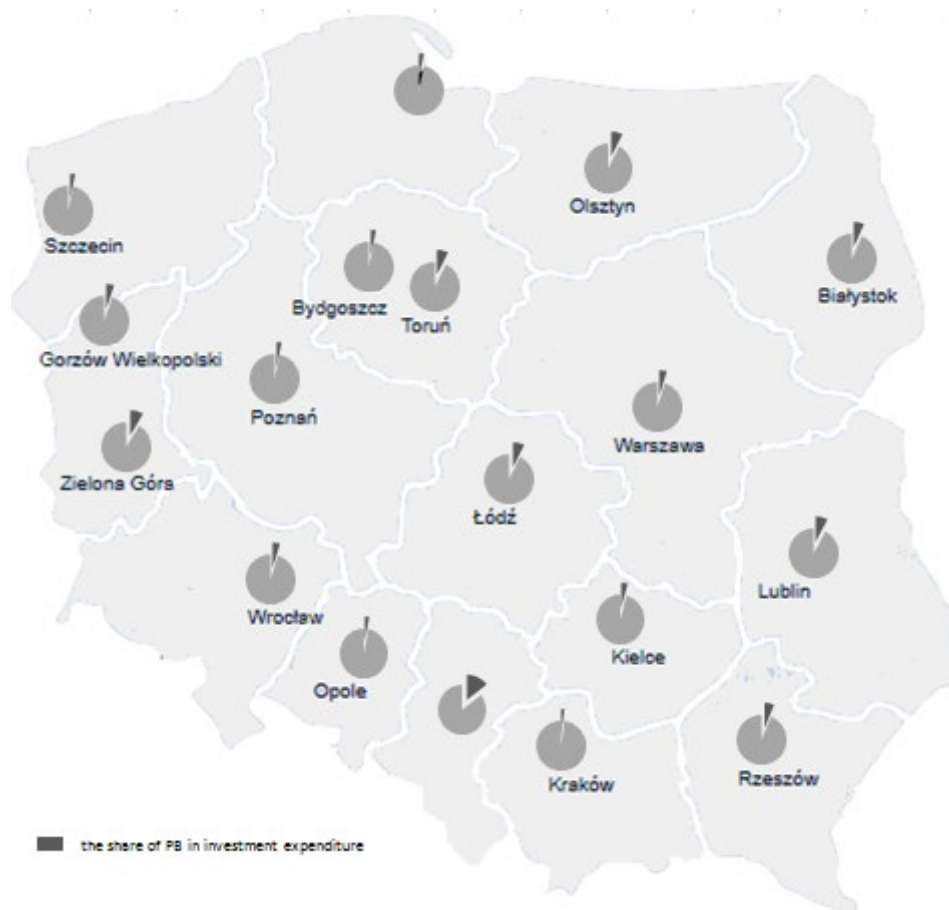 Olsztyn
Szczecin
Białystok
Bydgoszcz
Toruń
Gorzów Wielkopolski
Poznań
Warszawa
Zielona Góra
Łódź
Lublin
Wrocław
Kielce
Opole
Rzeszów
Kraków
the share of PB in investment expenditure